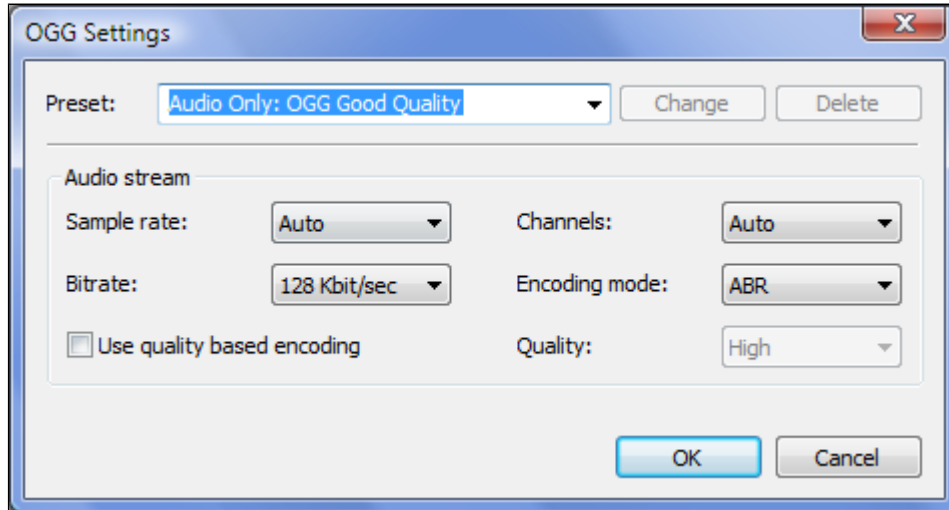 OGG Settings
Preset: Audio Only: OGG Good Quality Change Delete
Audio stream
Sample rate: Auto Channels: Auto
Bitrate: 128 Kbit/sec Encoding mode: ABR
Use quality based encoding Quality: High
OK Cancel